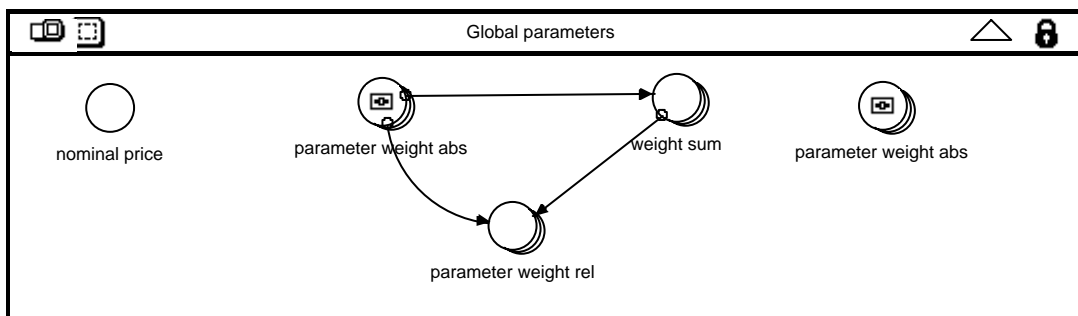 Global parameters
nominal price
parameter weight abs
weight sum
parameter weight abs
parameter weight rel